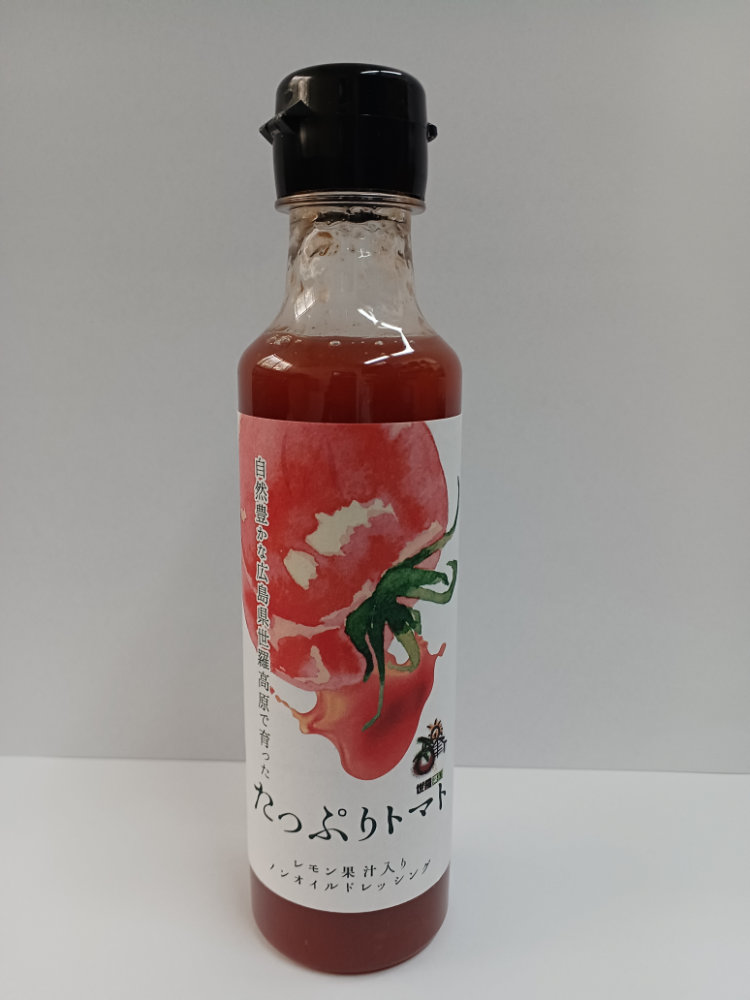 自然豊かな広島県世羅高原で育った
たっぷりトマト
レモン果汁入り
ノンオイルドレッシング